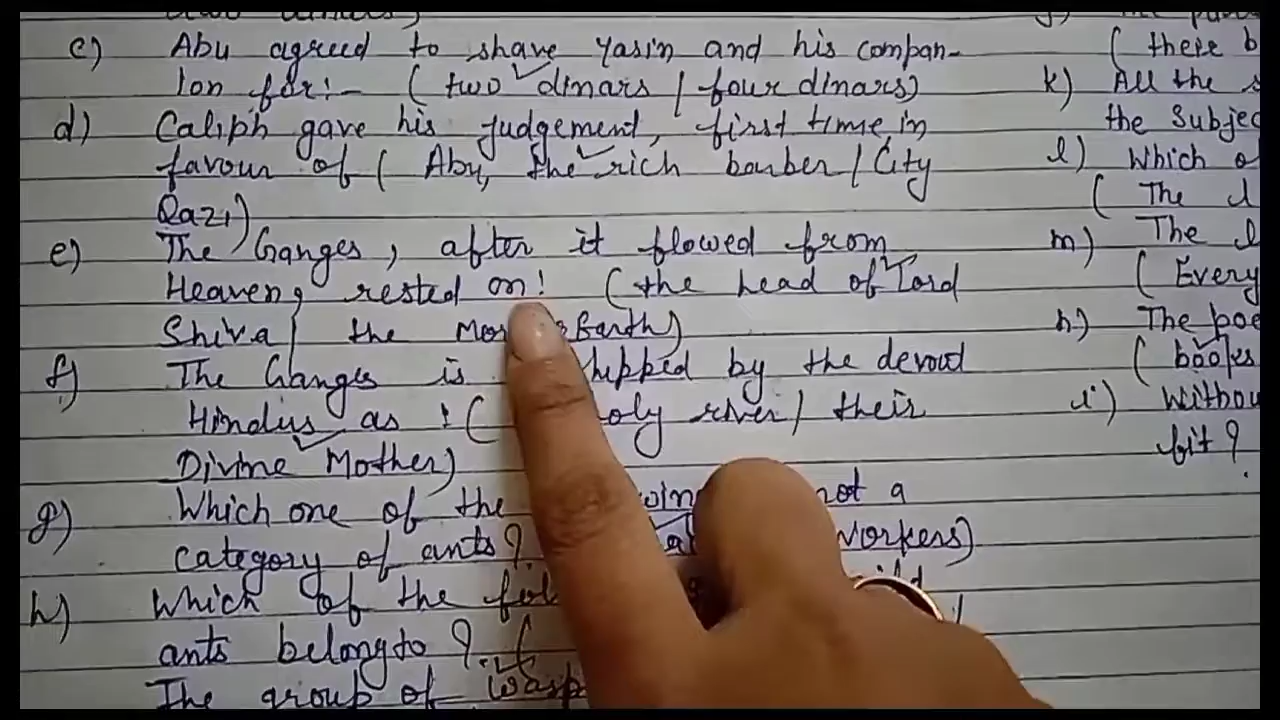 c) Abu agreed to shave Yasin and his compan-
ion for:- (two dinars / four dinars)
d) Caliph gave his judgement, first time in
favour of (Abu, the rich barber / City
Qazi)
e) The Ganges, after it flowed from
Heaven, rested on: (the head of Lord
Shiva / the Earth)
f) The Ganges is by the devout
Hindus as : ( holy river / their
Divine Mother)
g) Which one of the not a
category of ants? workers)
h) Which of the
ants belong to ? (
The group of
(there b
k) All the
the Subjec
l) Which of
(The
m) The
(Every
n) The poe
(books
i) Withou
bit?